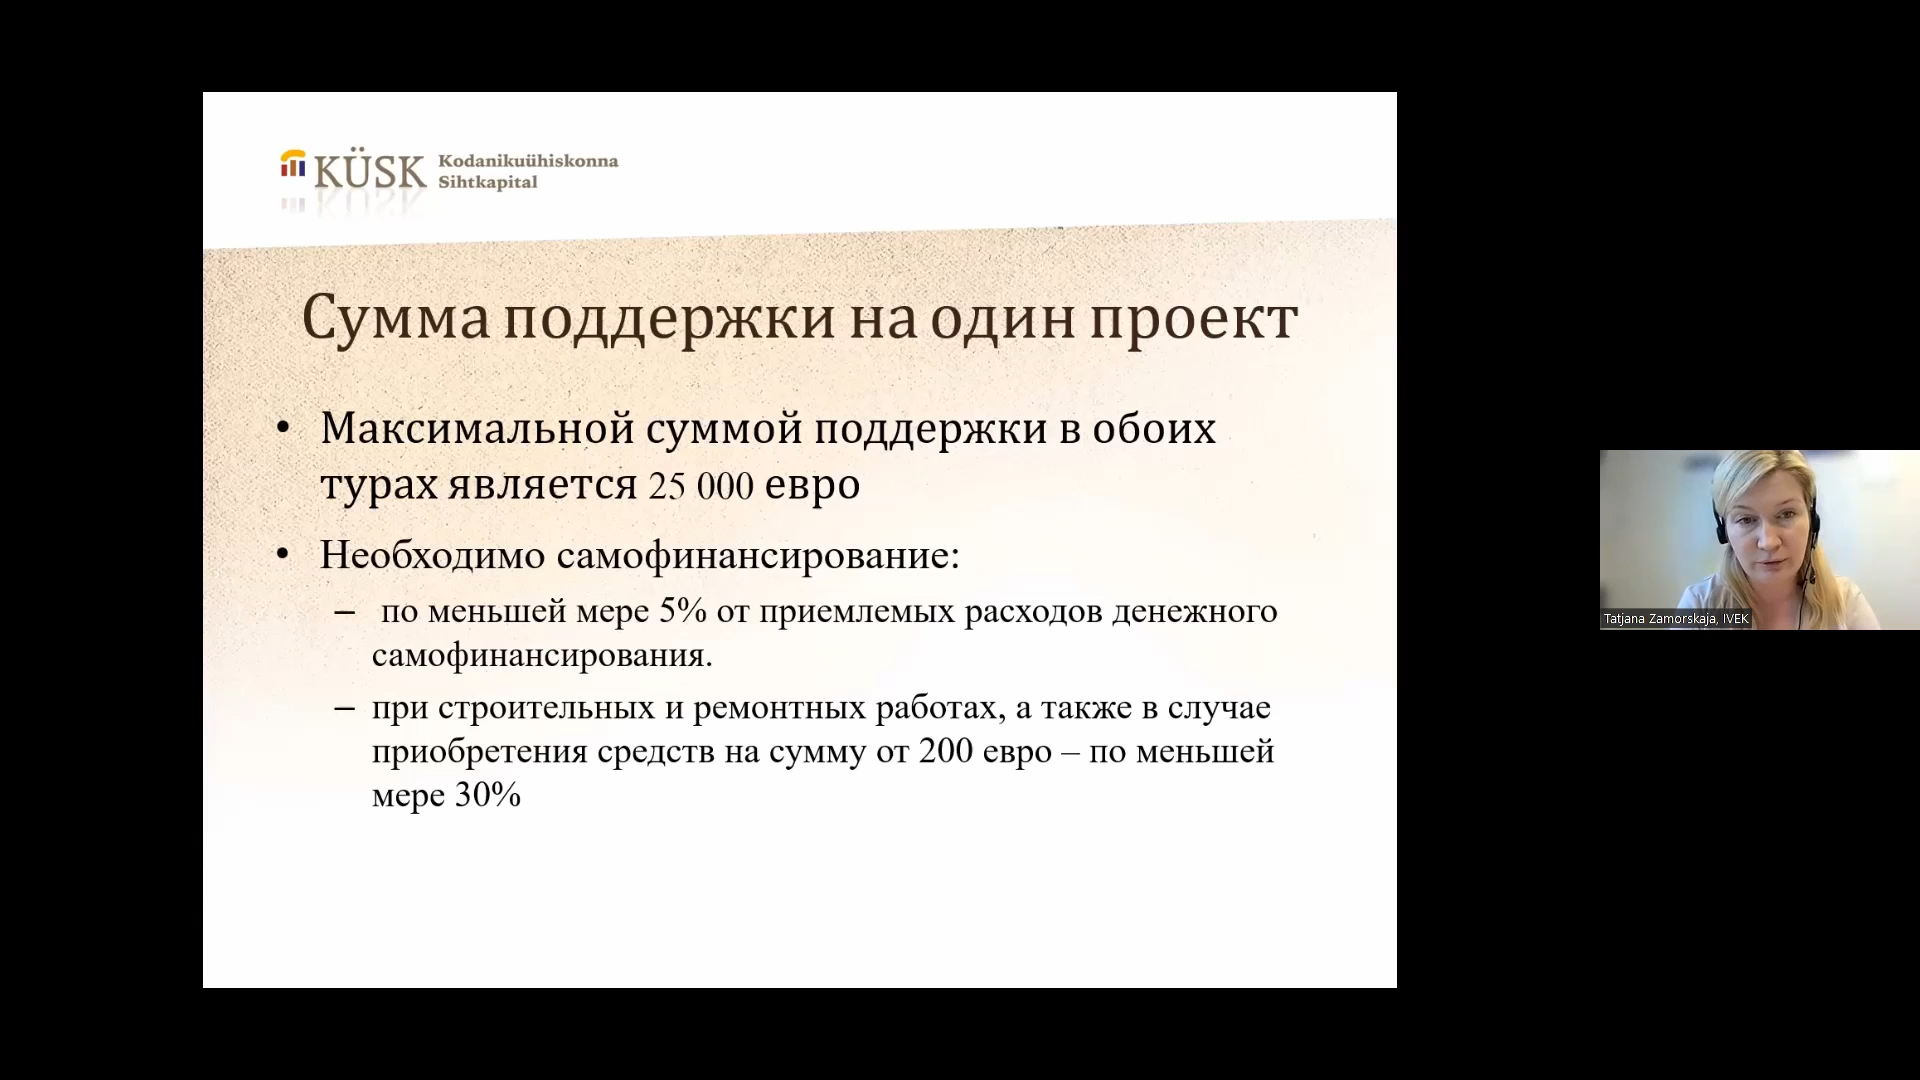 KÜSK Kodanikuühiskonna
Sihtkapital
Сумма поддержки на один проект
• Максимальной суммой поддержки в обоих
турах является 25 000 евро
• Необходимо самофинансирование:
– по меньшей мере 5% от приемлемых расходов денежного
самофинансирования.
– при строительных и ремонтных работах, а также в случае
приобретения средств на сумму от 200 евро – по меньшей
мере 30%
Tatjana Zamorskaja, IVEK